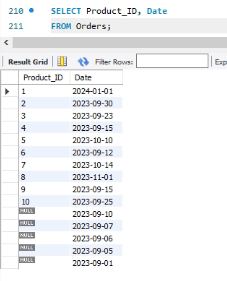 210 SELECT Product_ID, Date
211 FROM Orders;
Result Grid Filter Rows: Exp
Product_ID Date
1 2024-01-01
2 2023-09-30
3 2023-09-23
4 2023-09-15
5 2023-10-10
6 2023-09-12
7 2023-10-14
8 2023-11-01
9 2023-09-15
10 2023-09-25
NULL 2023-09-10
NULL 2023-09-07
NULL 2023-09-06
NULL 2023-09-05
NULL 2023-09-01